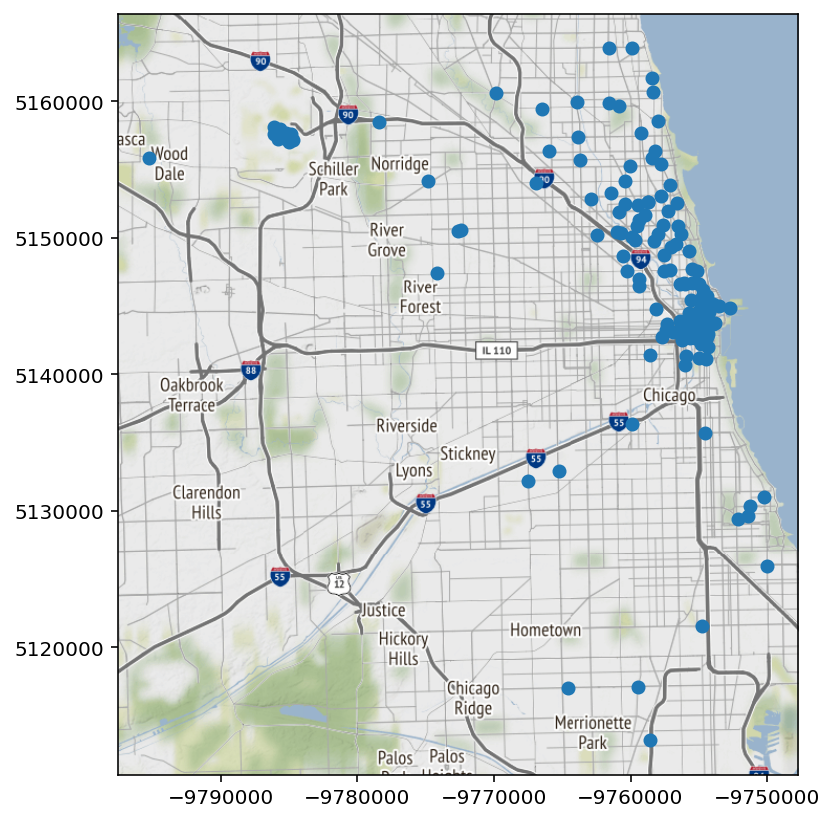 5160000
5150000
5140000
5130000
5120000
−9790000
−9780000
−9770000
−9760000
−9750000
90
90
asca
Wood
Dale
Schiller
Park
Norridge
River
Grove
94
River
Forest
IL 110
88
Oakbrook
Terrace
Chicago
55
Riverside
Stickney
55
Lyons
Clarendon
Hills
55
55
US
12
Justice
Hometown
Hickory
Hills
Chicago
Ridge
Merrionette
Park
Palos
Palos